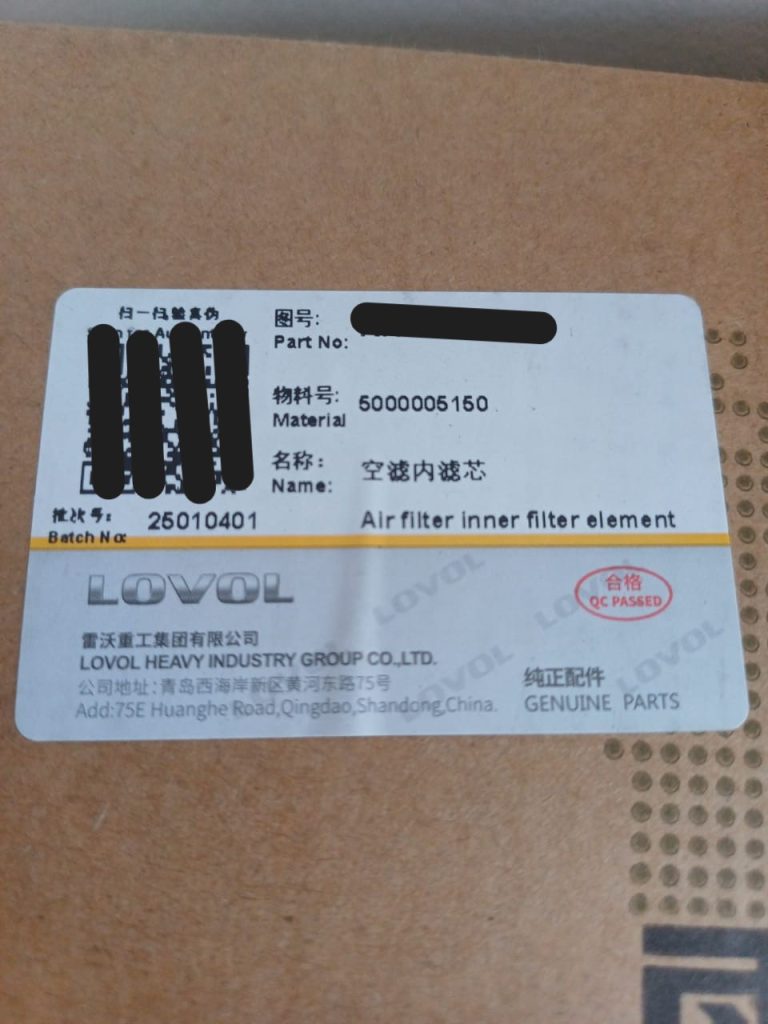 扫一扫验真伪
图号:
Part No:
物料号: 5000005150
Material
名称: 空滤内滤芯
Name:
Air filter inner filter element
批次号: 25010401
Batch No:
LOVOL
合格
QC PASSED
雷沃重工集团有限公司
LOVOL HEAVY INDUSTRY GROUP CO.,LTD.
公司地址:青岛西海岸新区黄河东路75号
Add:75E Huanghe Road,Qingdao,Shandong,China.
纯正配件
GENUINE PARTS
LOVOL
LOVOL
LOVOL
LOVOL